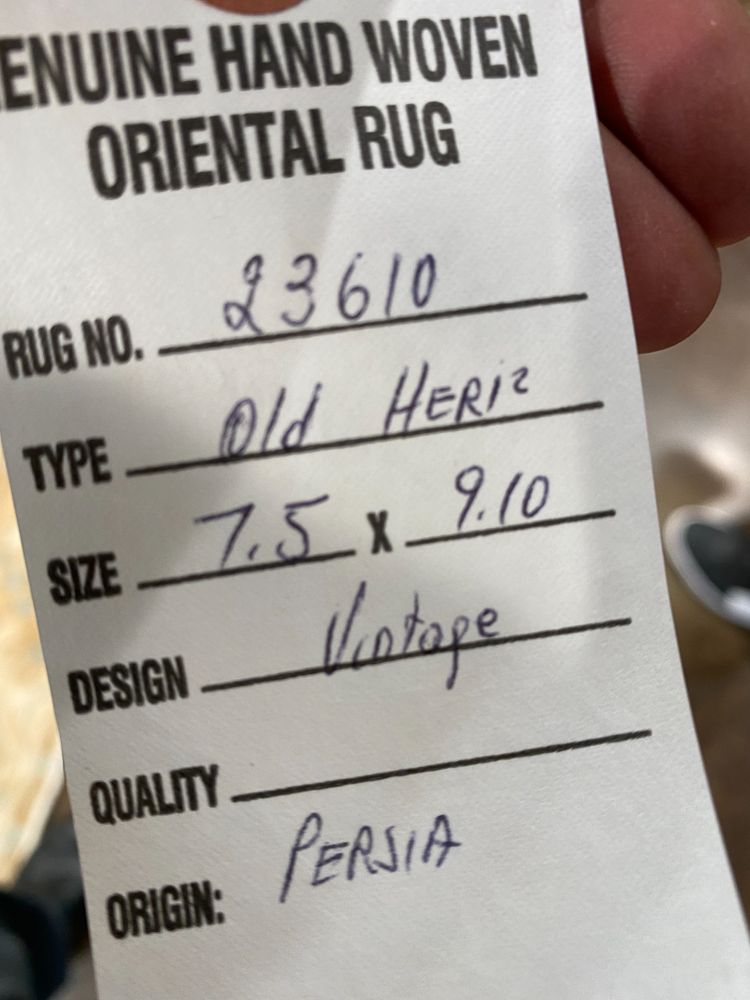 ENUINE HAND WOVEN
ORIENTAL RUG
RUG NO. 23610
TYPE Old HERIZ
SIZE 7.5 X 9.10
DESIGN Vintage
QUALITY
ORIGIN: PERSIA